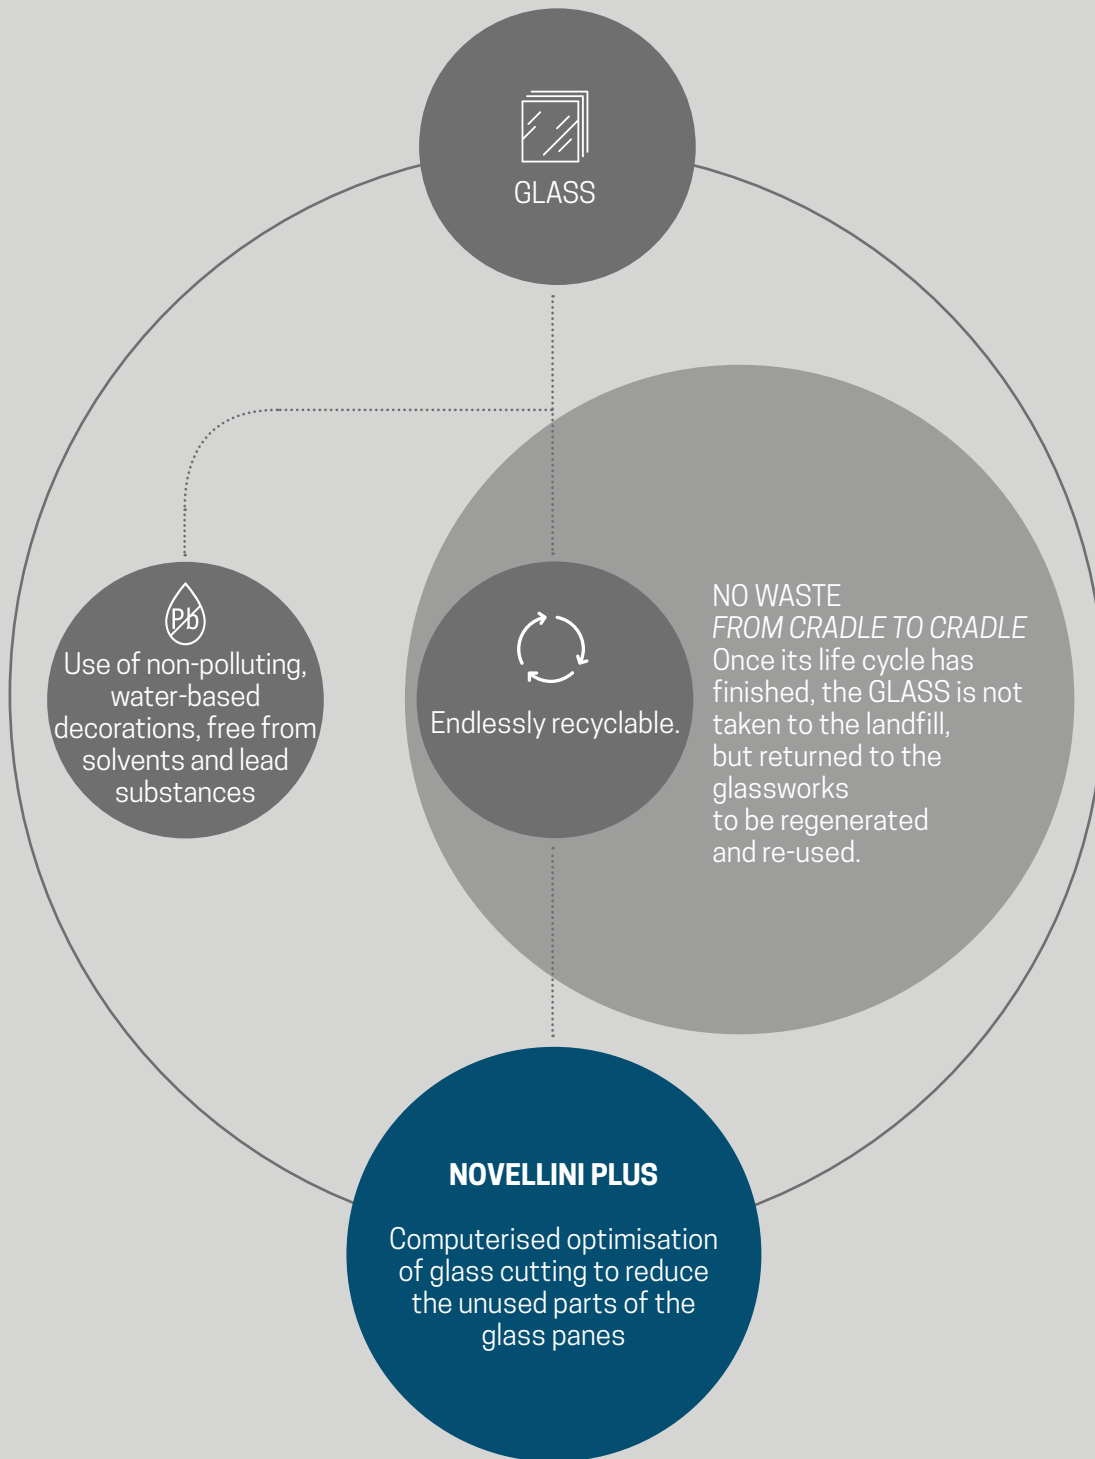 GLASS
Pb
Use of non-polluting,
water-based
decorations, free from
solvents and lead
substances
Endlessly recyclable.
NO WASTE
FROM CRADLE TO CRADLE
Once its life cycle has
finished, the GLASS is not
taken to the landfill,
but returned to the
glassworks
to be regenerated
and re-used.
NOVELLINI PLUS
Computerised optimisation
of glass cutting to reduce
the unused parts of the
glass panes